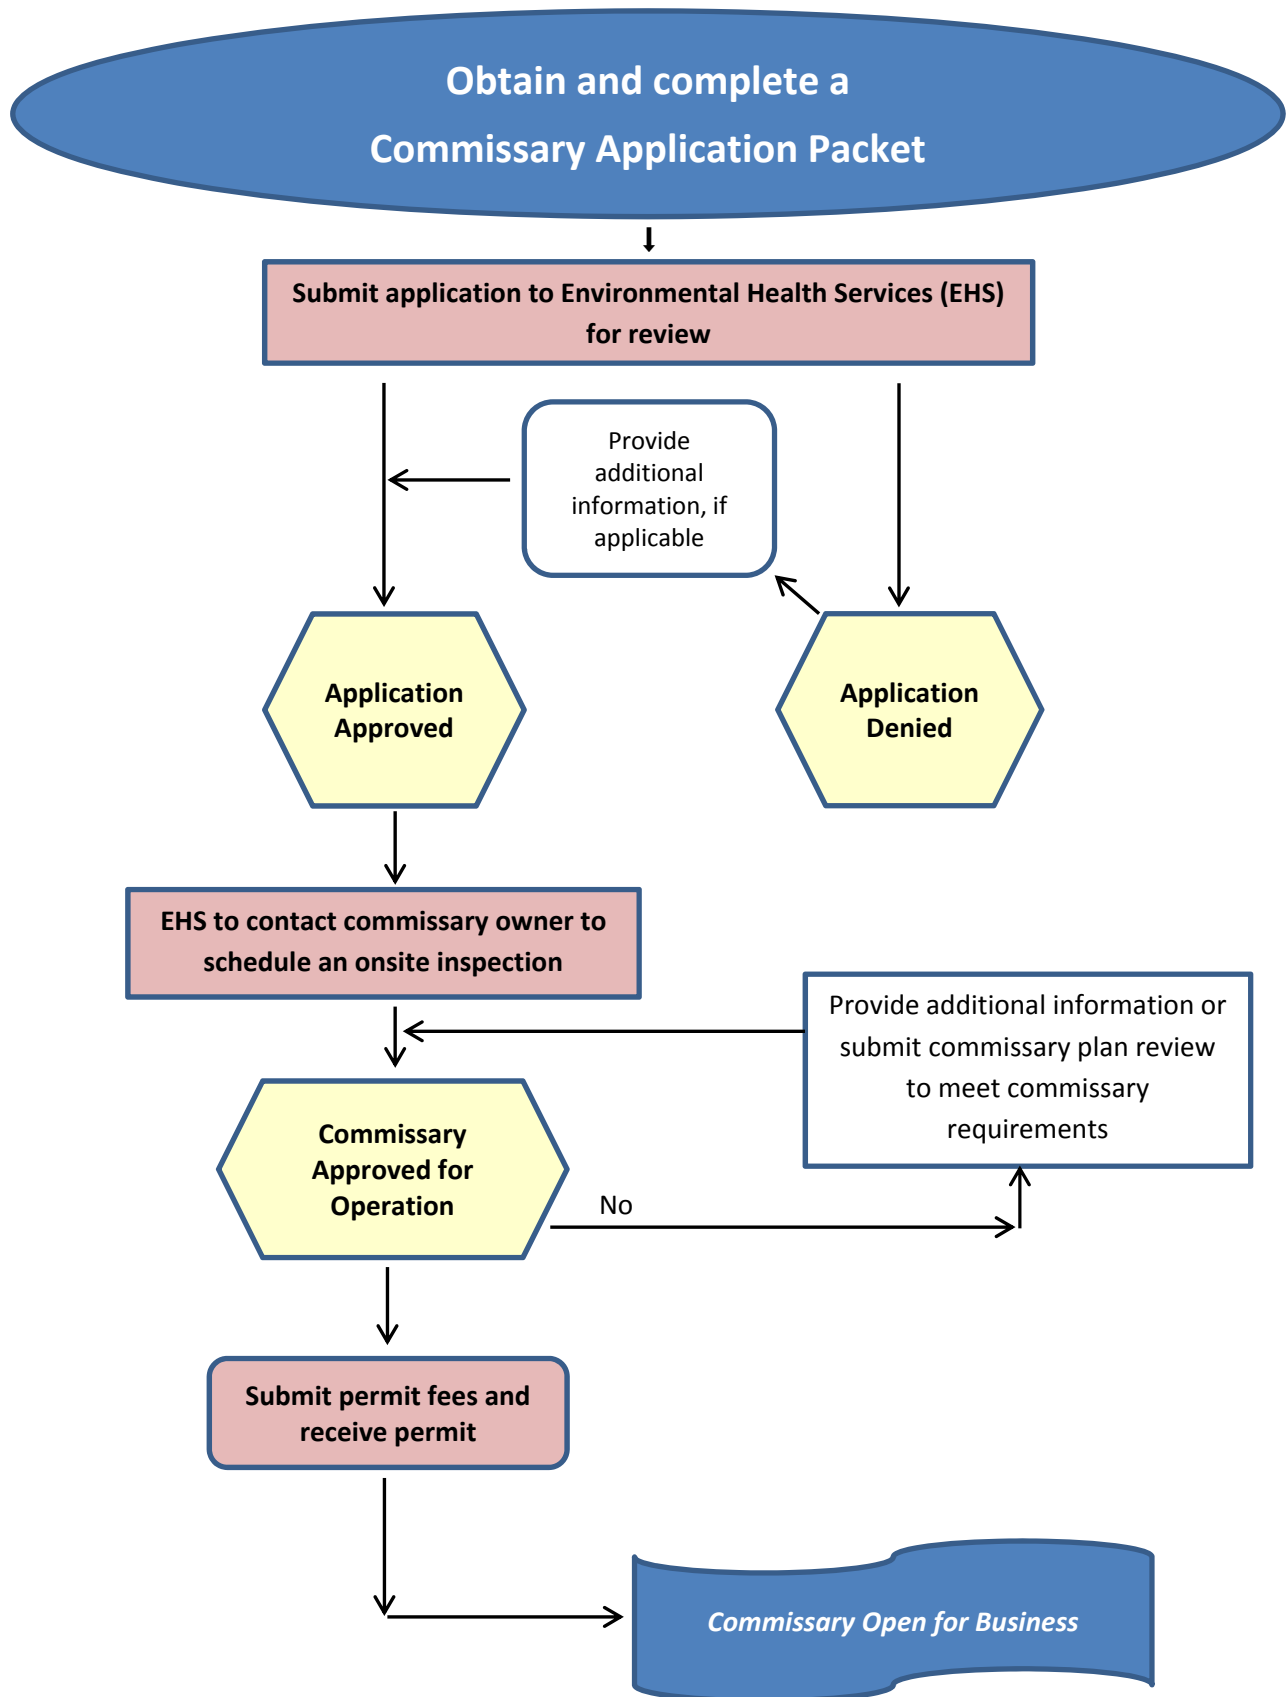 Obtain and complete a
Commissary Application Packet
Submit application to Environmental Health Services (EHS)
for review
Provide
additional
information, if
applicable
Application
Approved
Application
Denied
EHS to contact commissary owner to
schedule an onsite inspection
Provide additional information or
submit commissary plan review
to meet commissary
requirements
Commissary
Approved for
Operation
No
Submit permit fees and
receive permit
Commissary Open for Business